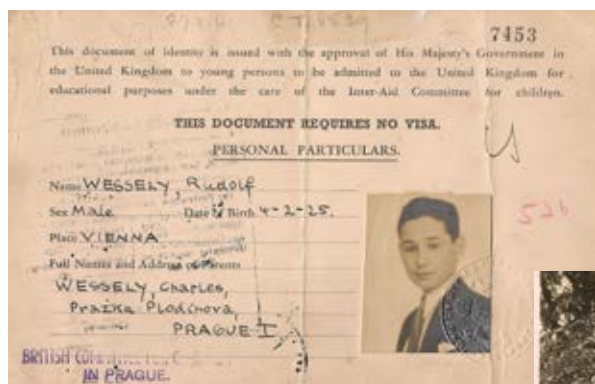 7453
This document of identity is issued with the approval of His Majesty's Government in
the United Kingdom to young persons to be admitted to the United Kingdom for
educational purposes under the care of the Inter-Aid Committee for children.
THIS DOCUMENT REQUIRES NO VISA.
PERSONAL PARTICULARS.
Name WESSELY, Rudolf
Sex Male Date of Birth 4-2-25.
Place VIENNA
Full Names and Address of Parents
WESSELY, Charles,
Prazka Plodinova,
PRAGUE I
526
BRITISH
IN PRAGUE.